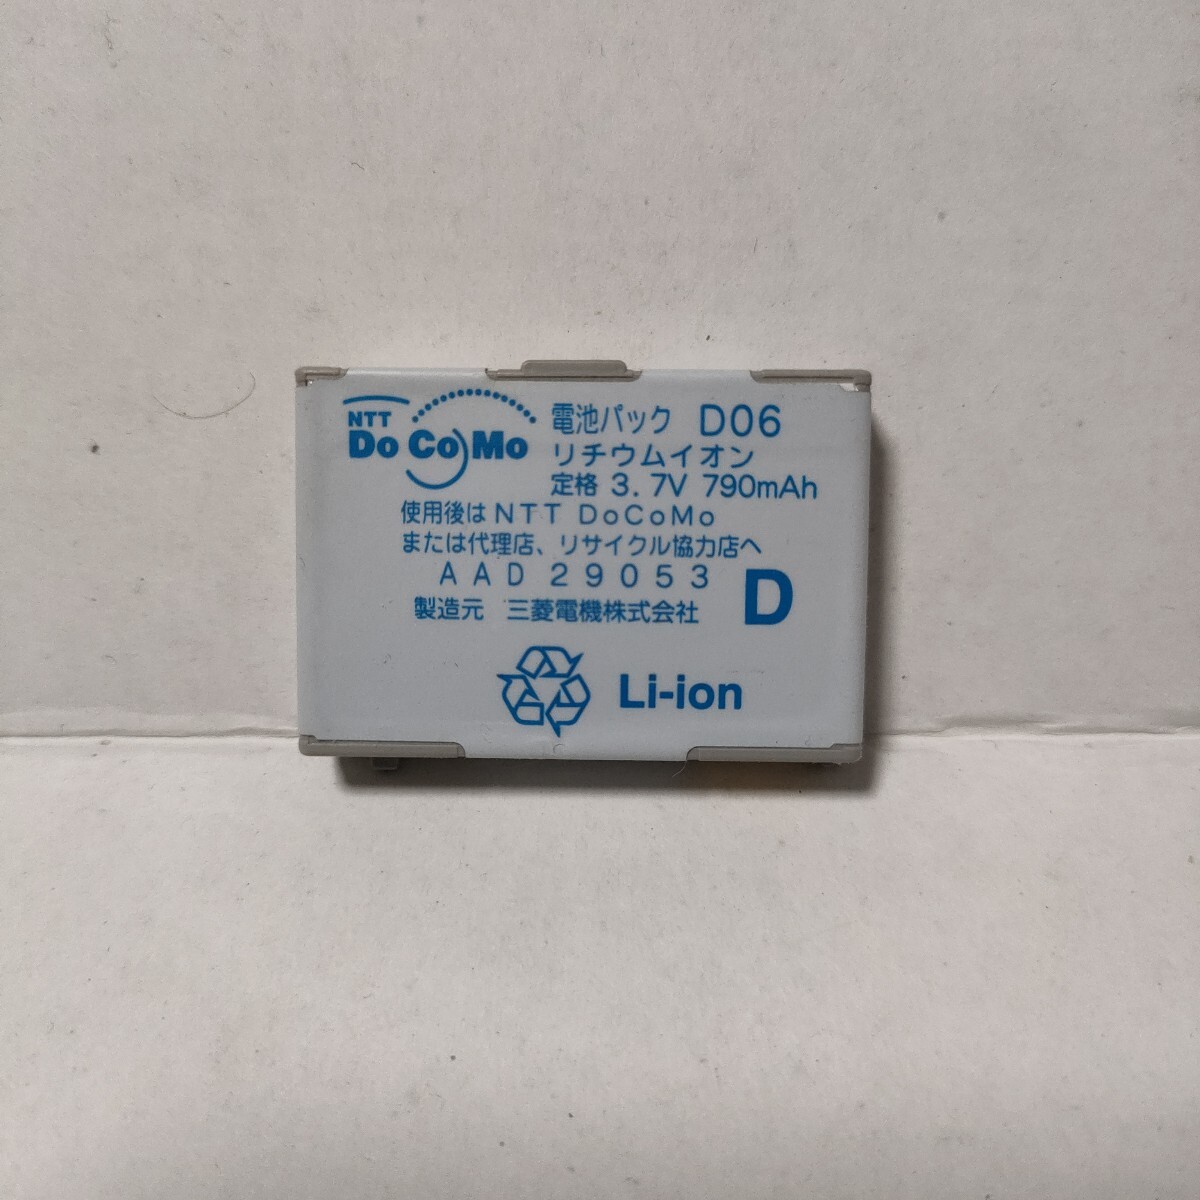 NTT
DoCoMo
電池パック D06
リチウムイオン
定格 3.7V 790mAh
使用後はNTT DoCoMo
または代理店、リサイクル協力店へ
AAD29053
D
製造元 三菱電機株式会社
Li-ion